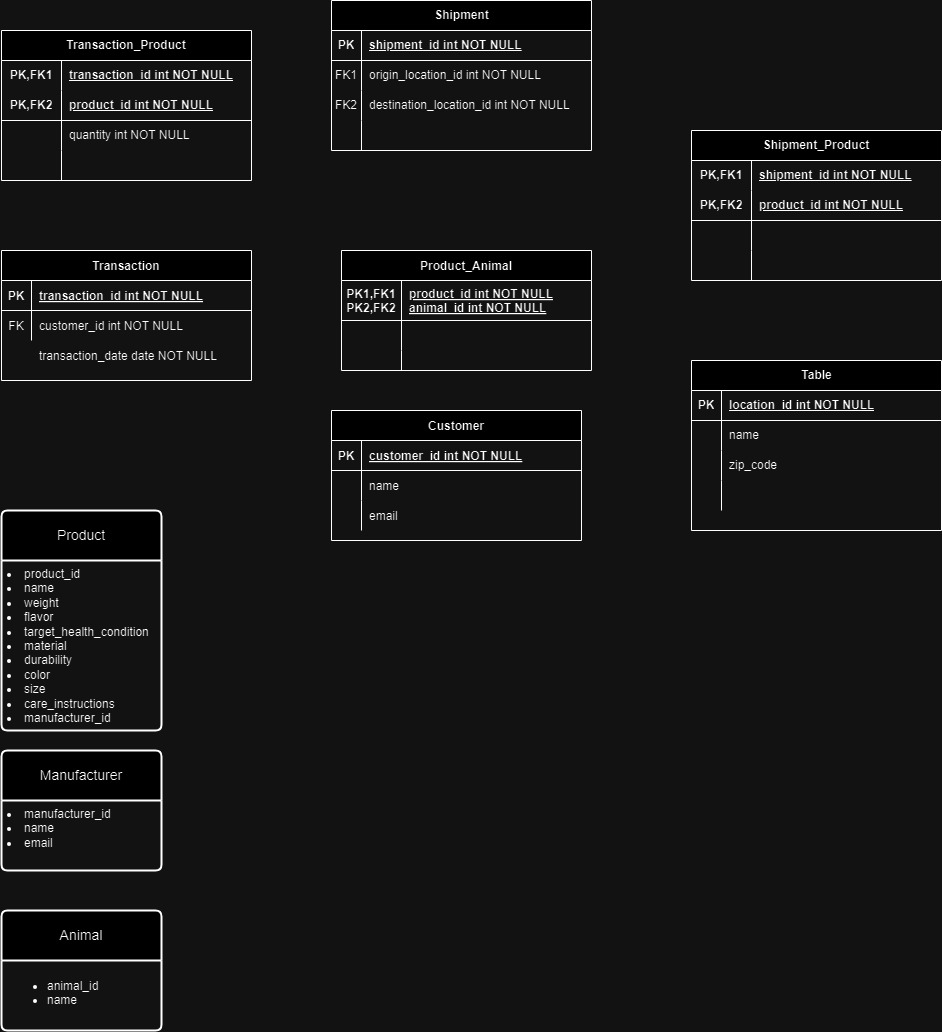 Transaction_Product
PK,FK1 transaction_id int NOT NULL
PK,FK2 product_id int NOT NULL
quantity int NOT NULL
Shipment
PK shipment_id int NOT NULL
FK1 origin_location_id int NOT NULL
FK2 destination_location_id int NOT NULL
Shipment_Product
PK,FK1 shipment_id int NOT NULL
PK,FK2 product_id int NOT NULL
Transaction
PK transaction_id int NOT NULL
FK customer_id int NOT NULL
transaction_date date NOT NULL
Product_Animal
PK1,FK1 product_id int NOT NULL
PK2,FK2 animal_id int NOT NULL
Table
PK location_id int NOT NULL
name
zip_code
Customer
PK customer_id int NOT NULL
name
email
Product
• product_id
• name
• weight
• flavor
• target_health_condition
• material
• durability
• color
• size
• care_instructions
• manufacturer_id
Manufacturer
• manufacturer_id
• name
• email
Animal
• animal_id
• name